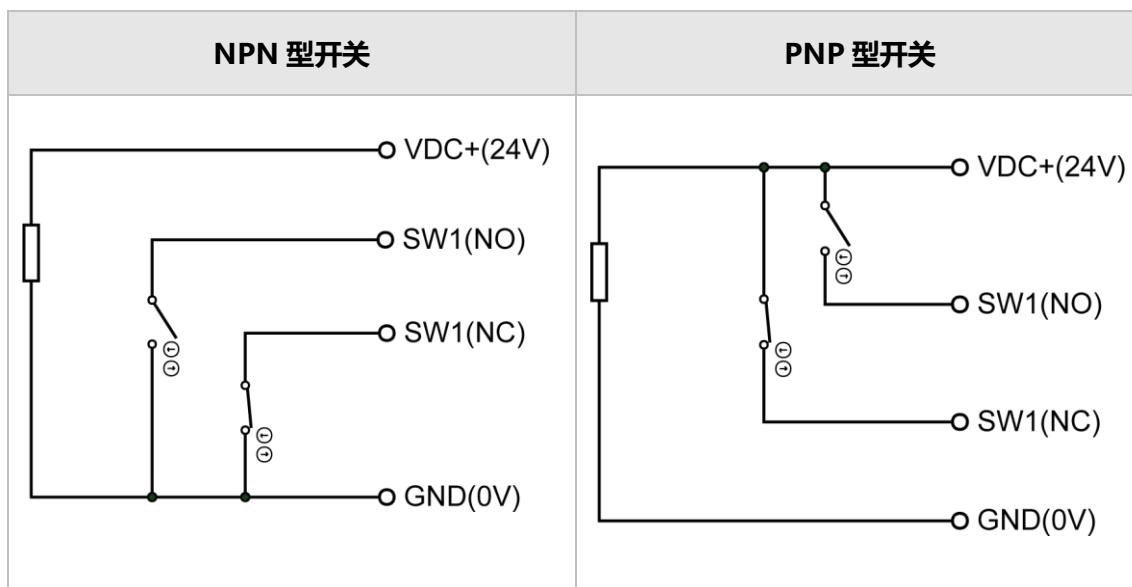 NPN 型开关
PNP 型开关
VDC+(24V)
SW1(NO)
SW1(NC)
GND(0V)
VDC+(24V)
SW1(NO)
SW1(NC)
GND(0V)